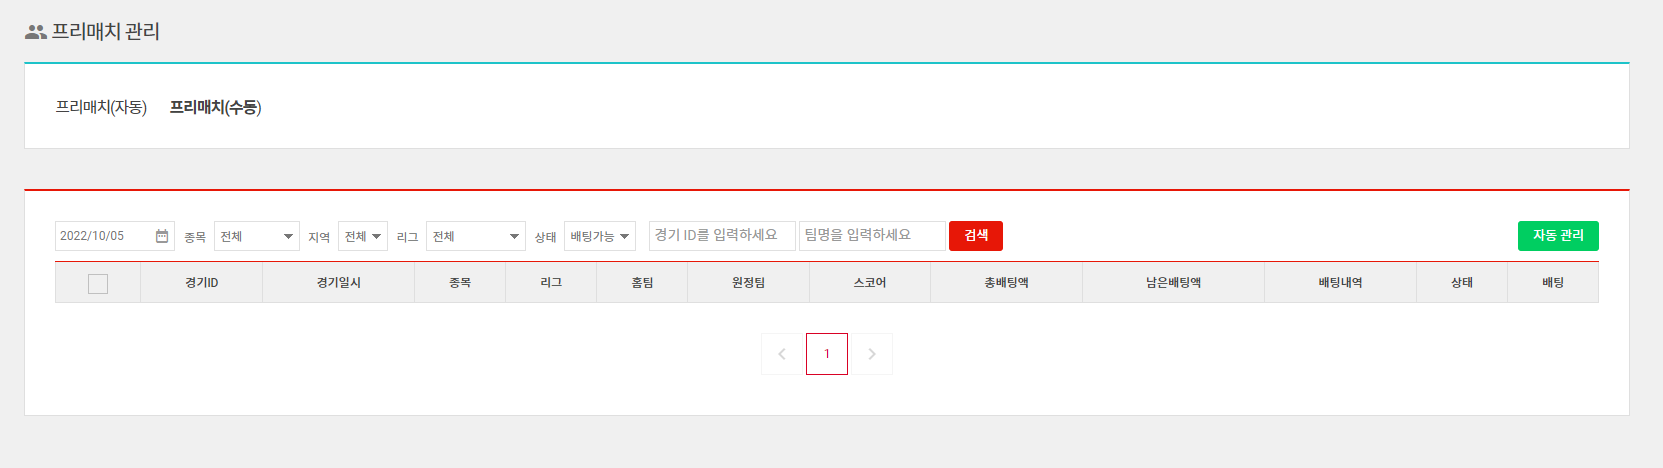 프리매치 관리
프리매치(자동) 프리매치(수동)
2022/10/05 종목 전체 지역 전체 리그 전체 상태 배팅가능 경기 ID를 입력하세요 팀명을 입력하세요 검색 자동 관리
경기ID 경기일시 종목 리그 홈팀 원정팀 스코어 총배팅액 남은배팅액 배팅내역 상태 배팅
1